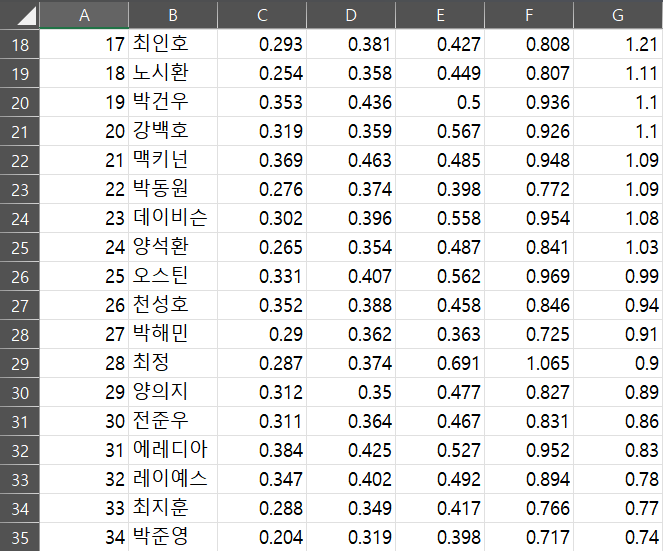 A B C D E F G
18 17 최인호 0.293 0.381 0.427 0.808 1.21
19 18 노시환 0.254 0.358 0.449 0.807 1.11
20 19 박건우 0.353 0.436 0.5 0.936 1.1
21 20 강백호 0.319 0.359 0.567 0.926 1.1
22 21 맥키넌 0.369 0.463 0.485 0.948 1.09
23 22 박동원 0.276 0.374 0.398 0.772 1.09
24 23 데이비슨 0.302 0.396 0.558 0.954 1.08
25 24 양석환 0.265 0.354 0.487 0.841 1.03
26 25 오스틴 0.331 0.407 0.562 0.969 0.99
27 26 천성호 0.352 0.388 0.458 0.846 0.94
28 27 박해민 0.29 0.362 0.363 0.725 0.91
29 28 최정 0.287 0.374 0.691 1.065 0.9
30 29 양의지 0.312 0.35 0.477 0.827 0.89
31 30 전준우 0.311 0.364 0.467 0.831 0.86
32 31 에레디아 0.384 0.425 0.527 0.952 0.83
33 32 레이예스 0.347 0.402 0.492 0.894 0.78
34 33 최지훈 0.288 0.349 0.417 0.766 0.77
35 34 박준영 0.204 0.319 0.398 0.717 0.74